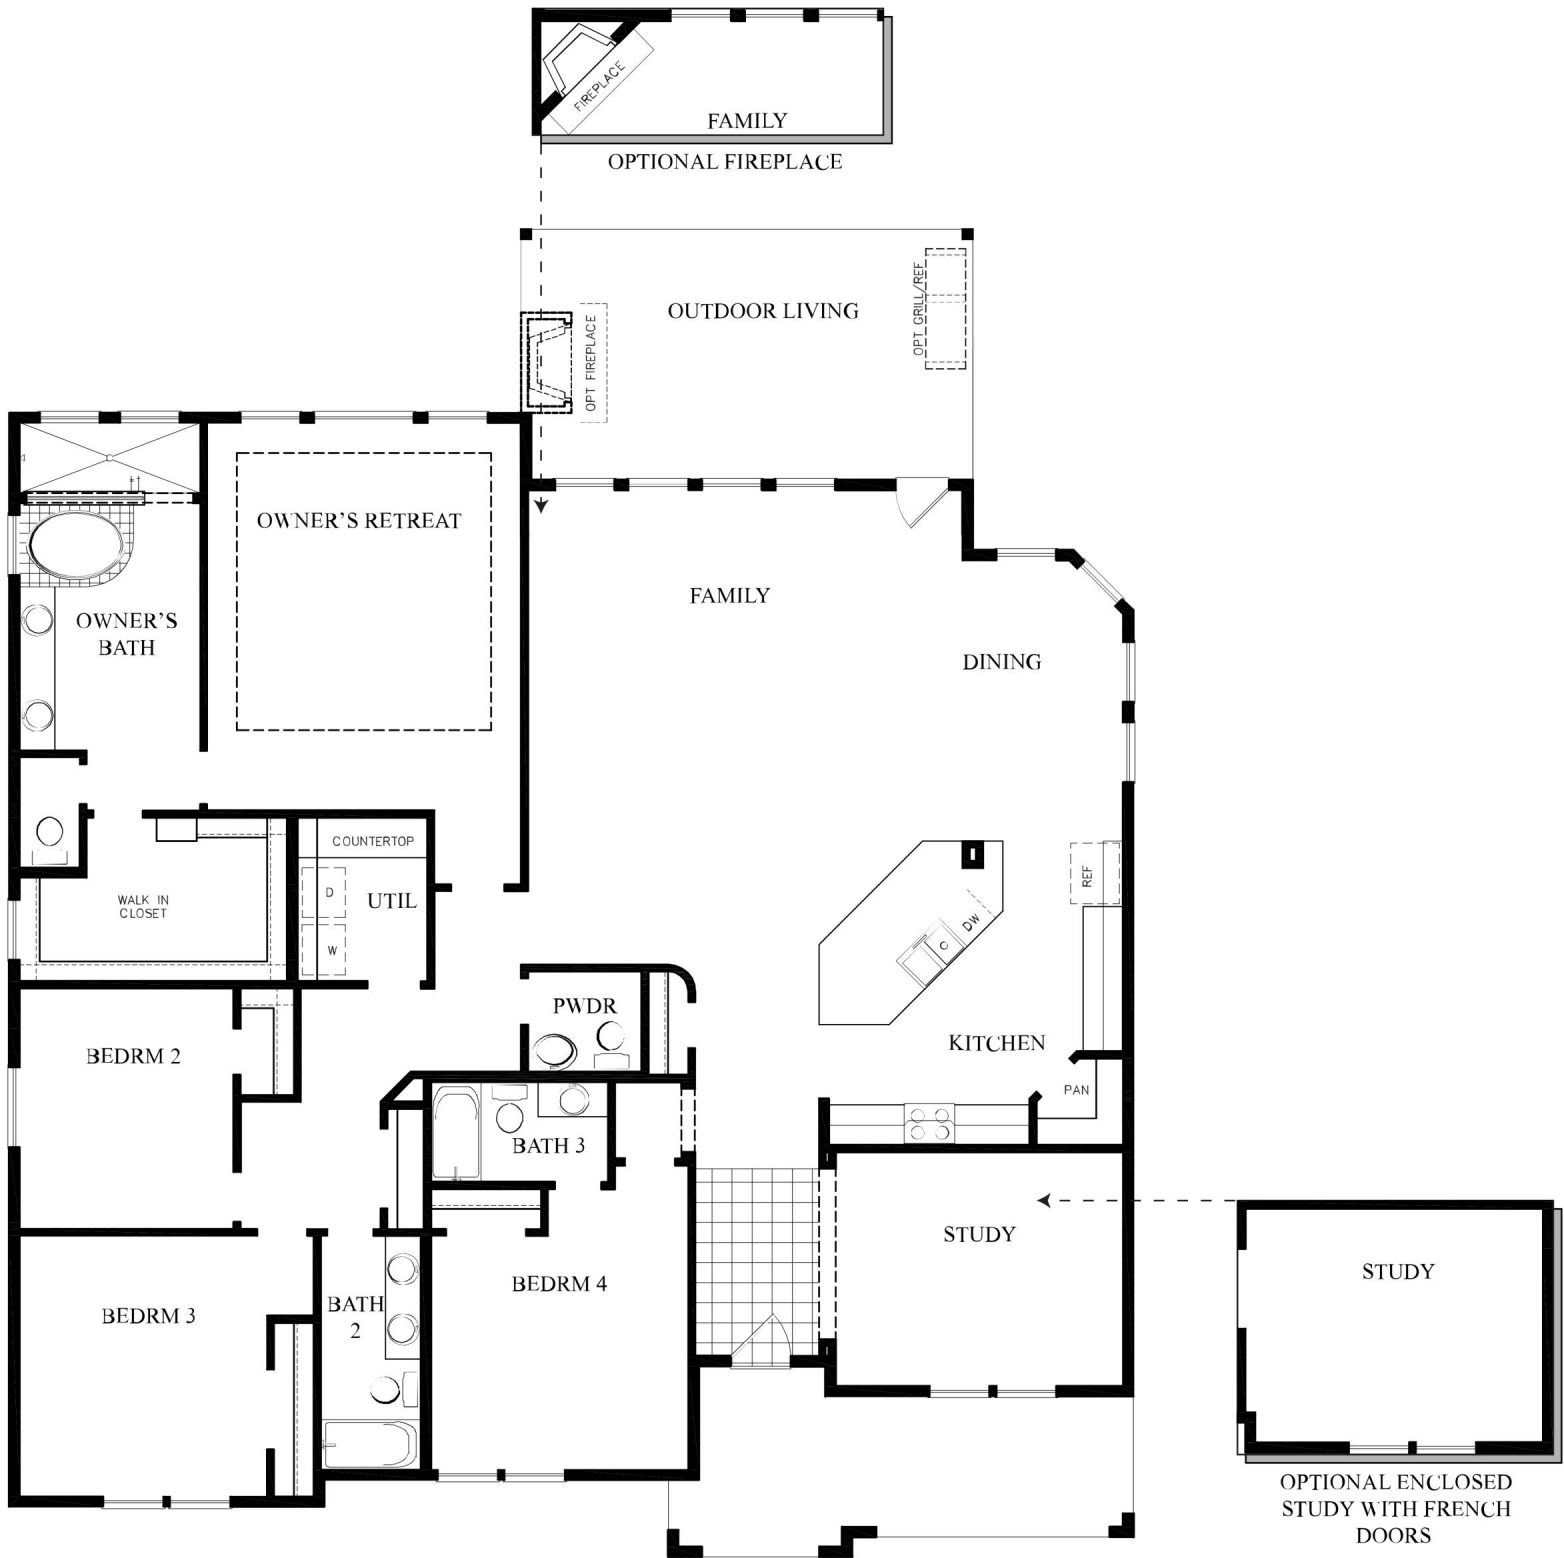 FIREPLACE
FAMILY
OPTIONAL FIREPLACE
OUTDOOR LIVING
OPT GRILL/REF
OPT FIREPLACE
OWNER'S RETREAT
FAMILY
OWNER'S
BATH
DINING
COUNTERTOP
D
UTIL
W
WALK IN
CLOSET
REF
DW
C
PWDR
KITCHEN
BEDRM 2
PAN
BATH 3
STUDY
BEDRM 4
BEDRM 3
BATH
2
STUDY
OPTIONAL ENCLOSED
STUDY WITH FRENCH
DOORS